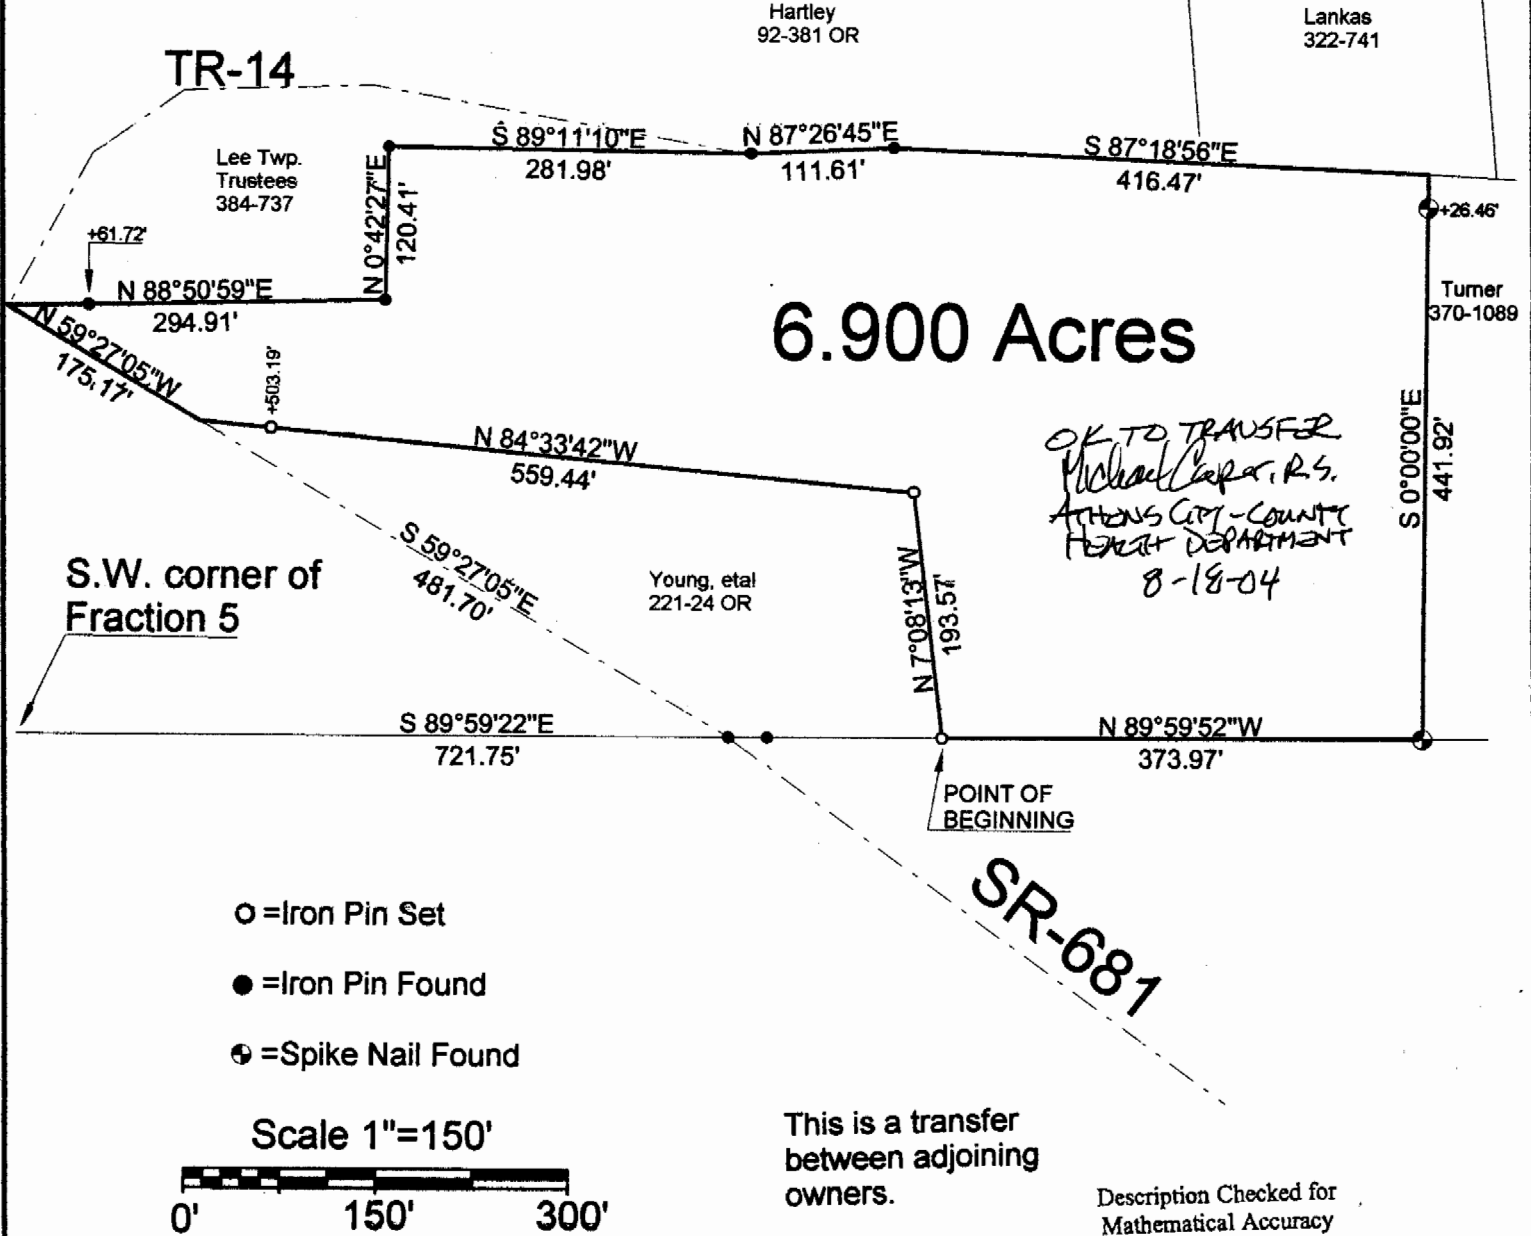 Hartley
92-381 OR
Lankas
322-741
TR-14
S 89°11'10"E
281.98'
N 87°26'45"E
111.61'
S 87°18'56"E
416.47'
Lee Twp.
Trustees
384-737
N 0°42'27"E
120.41'
+26.46'
+61.72'
N 88°50'59"E
294.91'
Turner
370-1089
6.900 Acres
N 59°27'05"W
175.17'
+503.19'
N 84°33'42"W
559.44'
OK TO TRANSFER
Michael Caper, R.S.
ATHENS CITY-COUNTY
HEALTH DEPARTMENT
8-18-04
S 0°00'00"E
441.92'
S 59°27'05"E
481.70'
S.W. corner of
Fraction 5
Young, etal
221-24 OR
N 7°08'13"W
193.57'
S 89°59'22"E
721.75'
N 89°59'52"W
373.97'
POINT OF
BEGINNING
SR-681
=Iron Pin Set
=Iron Pin Found
=Spike Nail Found
Scale 1"=150'
0' 150' 300'
This is a transfer
between adjoining
owners.
Description Checked for
Mathematical Accuracy